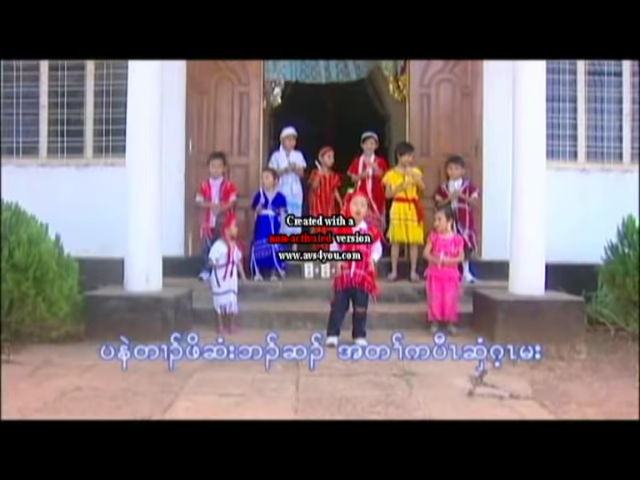 Created with a
non-activated version
www.avs4you.com
ပနဲတၢၣ်ဖိဆံးဘၣ်ဆၣ် အတၢ်ကပီၤဆှံဂ့ၤမး